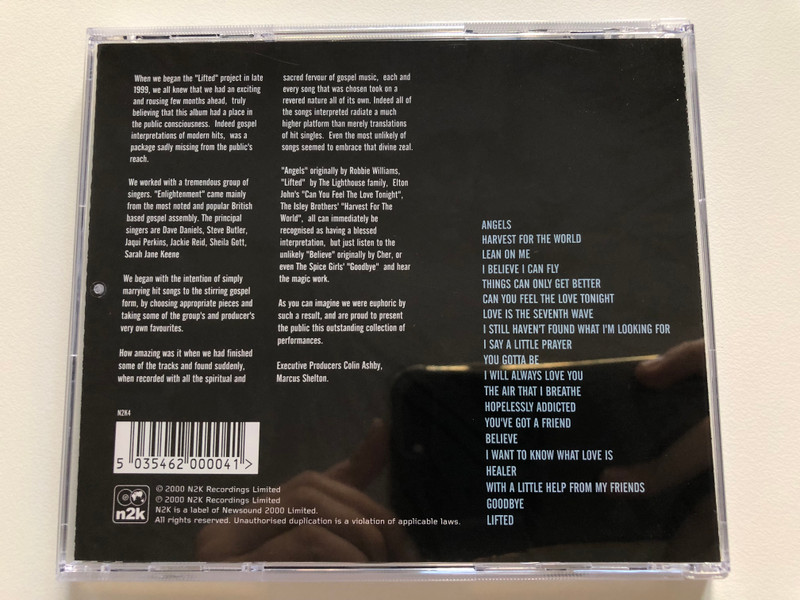 When we began the "Lifted" project in late
1999, we all knew that we had an exciting
and rousing few months ahead, truly
believing that this album had a place in
the public consciousness. Indeed gospel
interpretations of modern hits, was a
package sadly missing from the public's
reach.
We worked with a tremendous group of
singers. "Enlightenment" came mainly
from the most noted and popular British
based gospel assembly. The principal
singers are Dave Daniels, Steve Butler,
Jaqui Perkins, Jackie Reid, Sheila Gott,
Sarah Jane Keene
We began with the intention of simply
marrying hit songs to the stirring gospel
form, by choosing appropriate pieces and
taking some of the group's and producer's
very own favourites.
How amazing was it when we had finished
some of the tracks and found suddenly,
when recorded with all the spiritual and
sacred fervour of gospel music, each and
every song that was chosen took on a
revered nature all of its own. Indeed all of
the songs interpreted radiate a much
higher platform than merely translations
of hit singles. Even the most unlikely of
songs seemed to embrace that divine zeal.
"Angels" originally by Robbie Williams,
"Lifted" by The Lighthouse family, Elton
John's "Can You Feel The Love Tonight",
The Isley Brothers' "Harvest For The
World", all can immediately be
recognised as having a blessed
interpretation, but just listen to the
unlikely "Believe" originally by Cher, or
even The Spice Girls' "Goodbye" and hear
the magic work.
As you can imagine we were euphoric by
such a result, and are proud to present
the public this outstanding collection of
performances.
Executive Producers Colin Ashby,
Marcus Shelton.
ANGELS
HARVEST FOR THE WORLD
LEAN ON ME
I BELIEVE I CAN FLY
THINGS CAN ONLY GET BETTER
CAN YOU FEEL THE LOVE TONIGHT
LOVE IS THE SEVENTH WAVE
I STILL HAVEN'T FOUND WHAT I'M LOOKING FOR
I SAY A LITTLE PRAYER
YOU GOTTA BE
I WILL ALWAYS LOVE YOU
THE AIR THAT I BREATHE
HOPELESSLY ADDICTED
YOU'VE GOT A FRIEND
BELIEVE
I WANT TO KNOW WHAT LOVE IS
HEALER
WITH A LITTLE HELP FROM MY FRIENDS
GOODBYE
LIFTED
N2K4
5 035462 000041 >
n2k
© 2000 N2K Recordings Limited
℗ 2000 N2K Recordings Limited
N2K is a label of Newsound 2000 Limited.
All rights reserved. Unauthorised duplication is a violation of applicable laws.